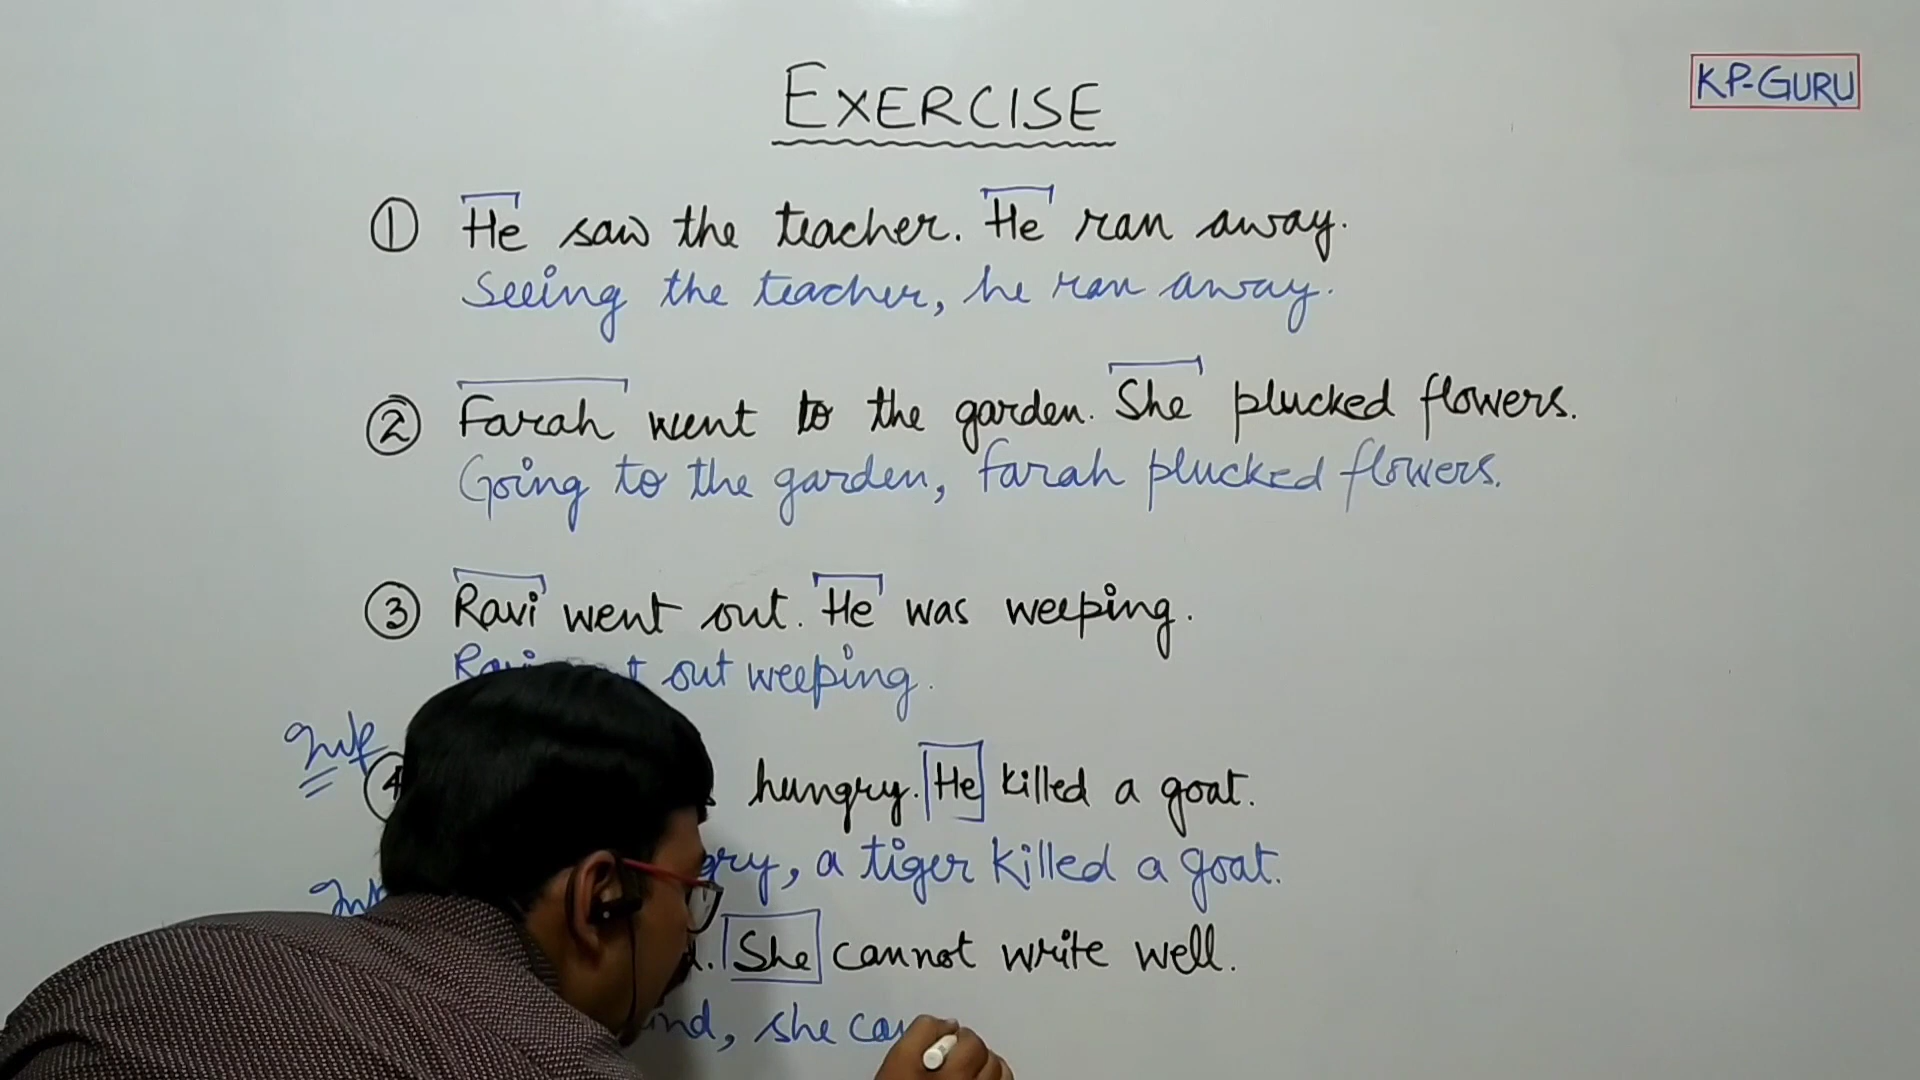 EXERCISE
KP-GURU
① He saw the teacher. He ran away.
Seeing the teacher, he ran away.
② Farah went to the garden. She plucked flowers.
Going to the garden, Farah plucked flowers.
③ Ravi went out. He was weeping.
Ravi out weeping.
④ hungry. He killed a goat.
a tiger killed a goat.
She cannot write well.
she